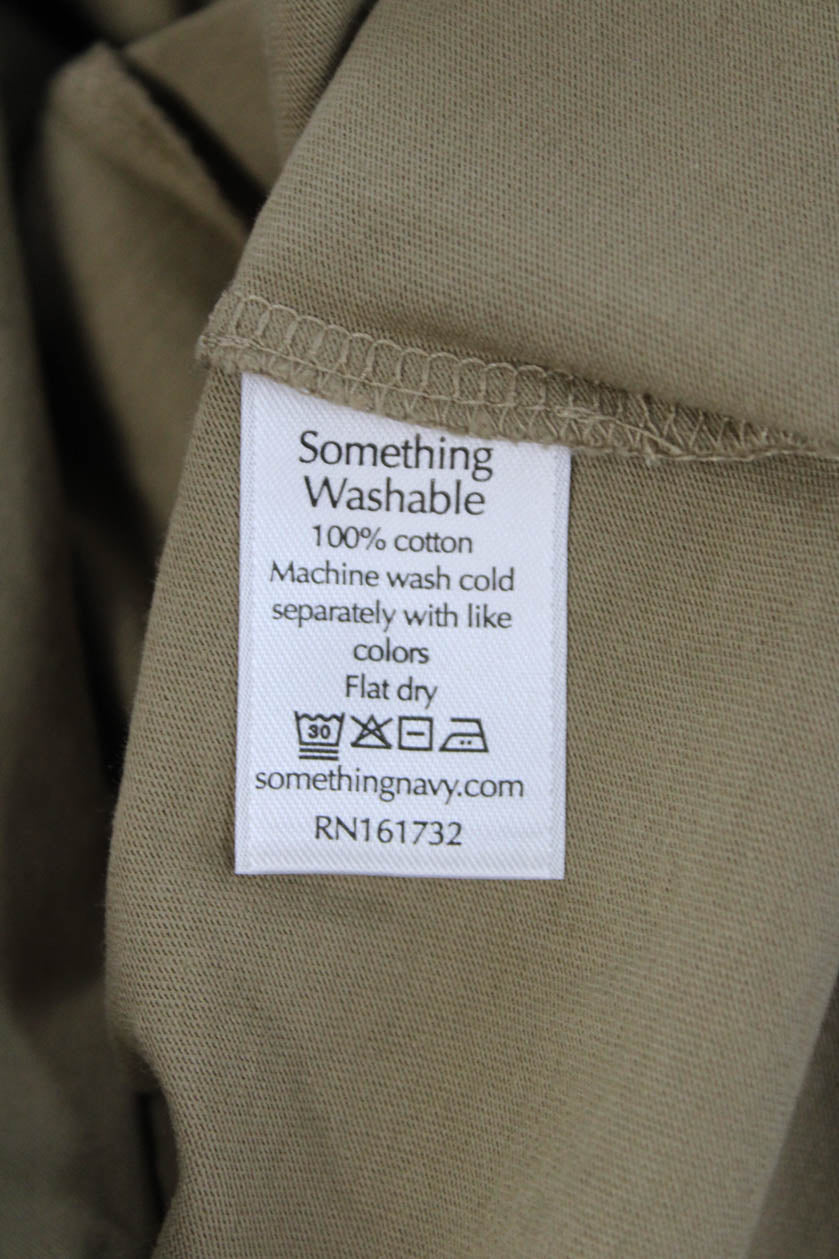 Something
Washable
100% cotton
Machine wash cold
separately with like
colors
Flat dry
30
somethingnavy.com
RN161732